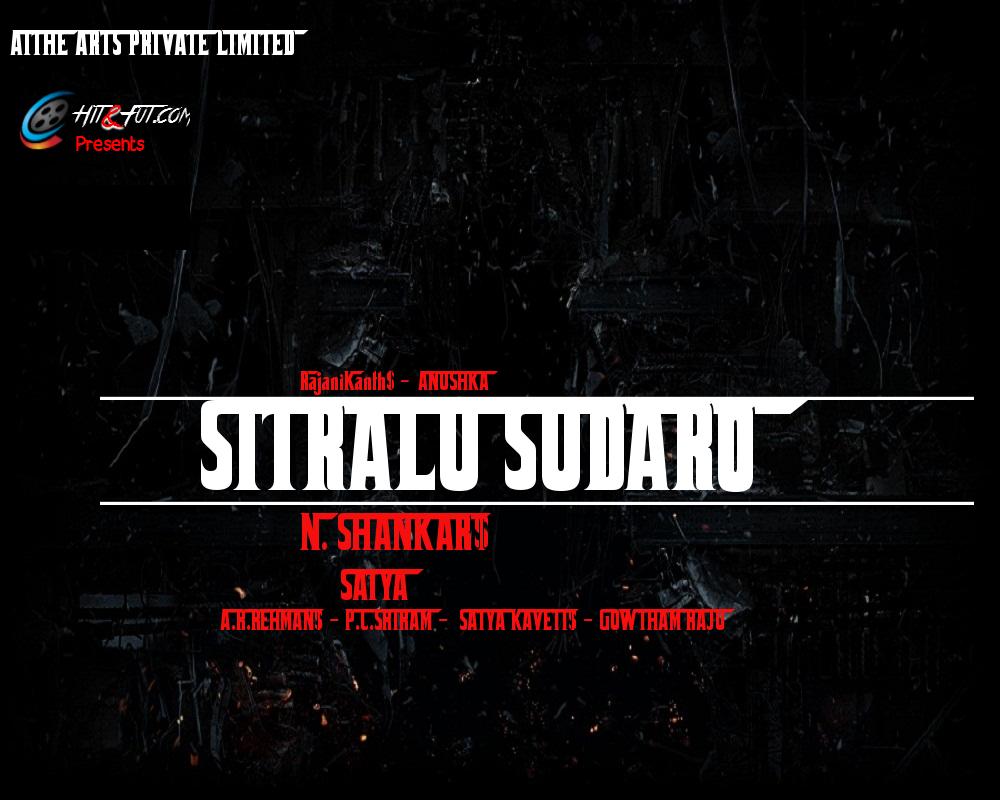 ATTHE ARTS PRIVATE LIMITED
HIT&FUT.COM
Presents
RajaniKanth$ - ANUSHKA
SITRALU SUDARU
N. SHANKAR$
SATYA
A.R.REHMAN$ - P.C.SRIRAM - SATYA KAVETI$ - GOWTHAM RAJU